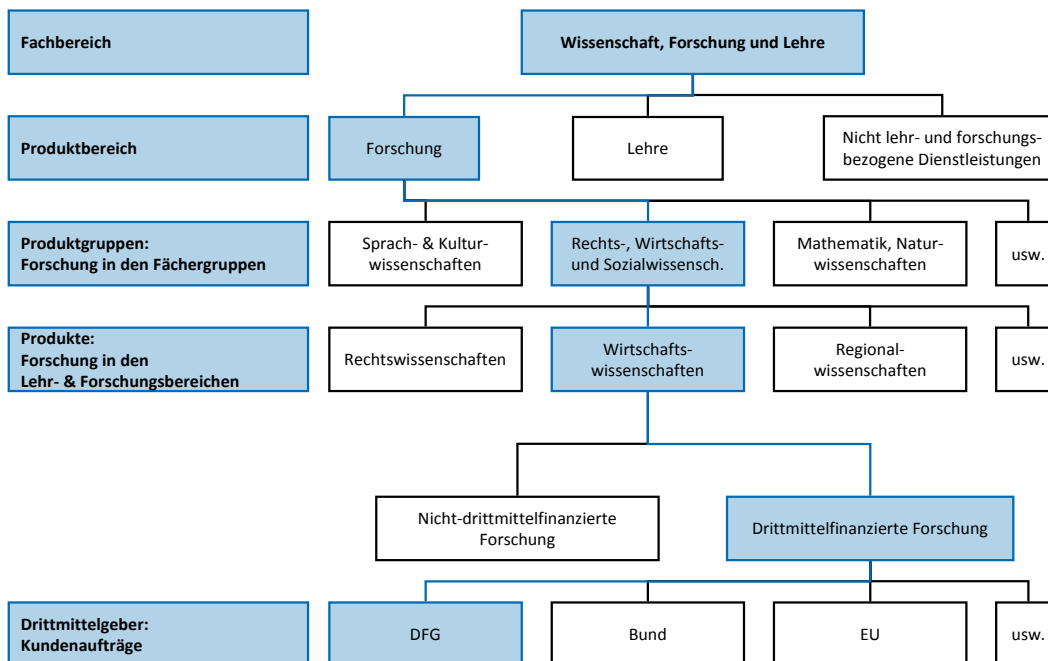 Fachbereich
Wissenschaft, Forschung und Lehre
Produktbereich
Forschung
Lehre
Nicht lehr- und forschungs-
bezogene Dienstleistungen
Produktgruppen:
Forschung in den Fächergruppen
Sprach- & Kultur-
wissenschaften
Rechts-, Wirtschafts-
und Sozialwissensch.
Mathematik, Natur-
wissenschaften
usw.
Produkte:
Forschung in den
Lehr- & Forschungsbereichen
Rechtswissenschaften
Wirtschafts-
wissenschaften
Regional-
wissenschaften
usw.
Nicht-drittmittelfinanzierte
Forschung
Drittmittelfinanzierte Forschung
Drittmittelgeber:
Kundenaufträge
DFG
Bund
EU
usw.